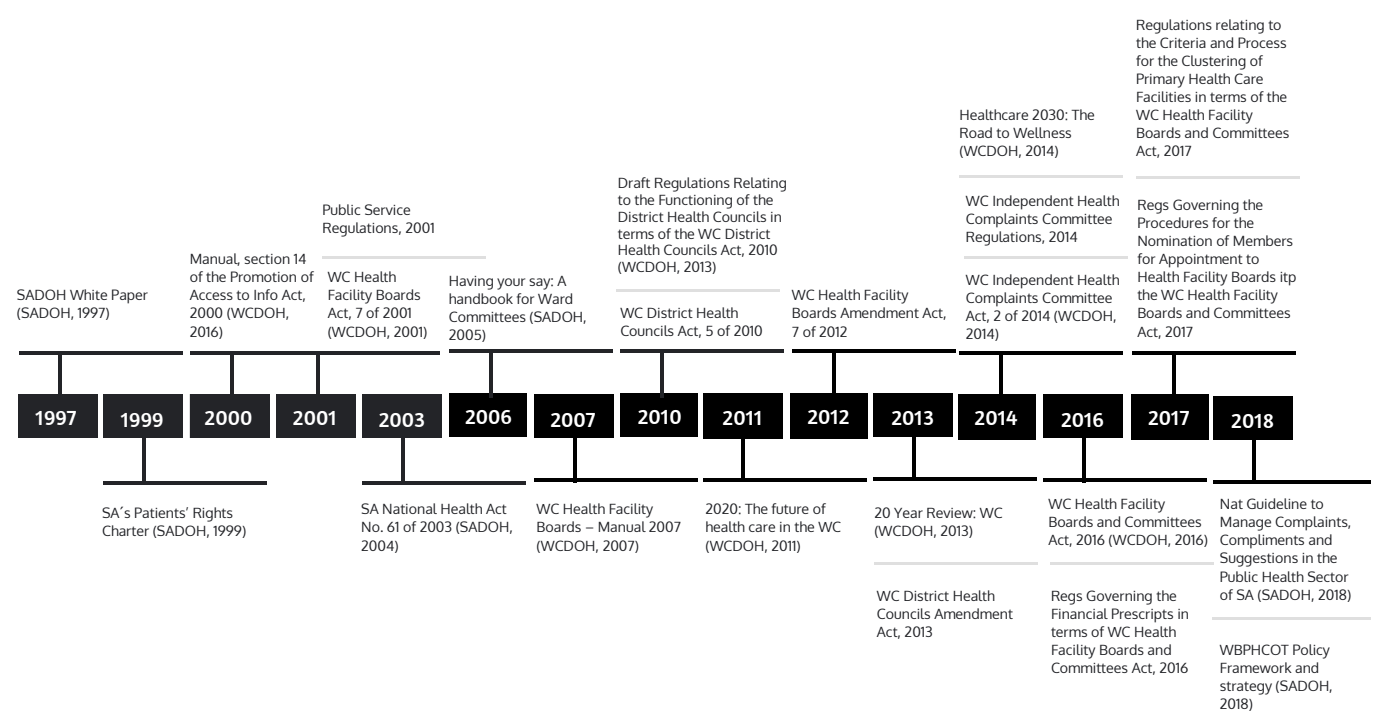 Regulations relating to
the Criteria and Process
for the Clustering of
Primary Health Care
Facilities in terms of the
WC Health Facility
Boards and Committees
Act, 2017
Healthcare 2030: The
Road to Wellness
(WCDOH, 2014)
Draft Regulations Relating
to the Functioning of the
District Health Councils in
terms of the WC District
Health Councils Act, 2010
(WCDOH, 2013)
WC Independent Health
Complaints Committee
Regulations, 2014
Regs Governing the
Procedures for the
Nomination of Members
for Appointment to
Health Facility Boards itp
the WC Health Facility
Boards and Committees
Act, 2017
Public Service
Regulations, 2001
SADOH White Paper
(SADOH, 1997)
Manual, section 14
of the Promotion of
Access to Info Act,
2000 (WCDOH,
2016)
WC Health
Facility Boards
Act, 7 of 2001
(WCDOH, 2001)
Having your say: A
handbook for Ward
Committees (SADOH,
2005)
WC District Health
Councils Act, 5 of 2010
WC Health Facility
Boards Amendment Act,
7 of 2012
WC Independent Health
Complaints Committee
Act, 2 of 2014 (WCDOH,
2014)
1997
1999
2000
2001
2003
2006
2007
2010
2011
2012
2013
2014
2016
2017
2018
SA´s Patients’ Rights
Charter (SADOH, 1999)
SA National Health Act
No. 61 of 2003 (SADOH,
2004)
WC Health Facility
Boards – Manual 2007
(WCDOH, 2007)
2020: The future of
health care in the WC
(WCDOH, 2011)
20 Year Review: WC
(WCDOH, 2013)
WC District Health
Councils Amendment
Act, 2013
WC Health Facility
Boards and Committees
Act, 2016 (WCDOH, 2016)
Regs Governing the
Financial Prescripts in
terms of WC Health
Facility Boards and
Committees Act, 2016
Nat Guideline to
Manage Complaints,
Compliments and
Suggestions in the
Public Health Sector
of SA (SADOH, 2018)
WBPHCOT Policy
Framework and
strategy (SADOH,
2018)